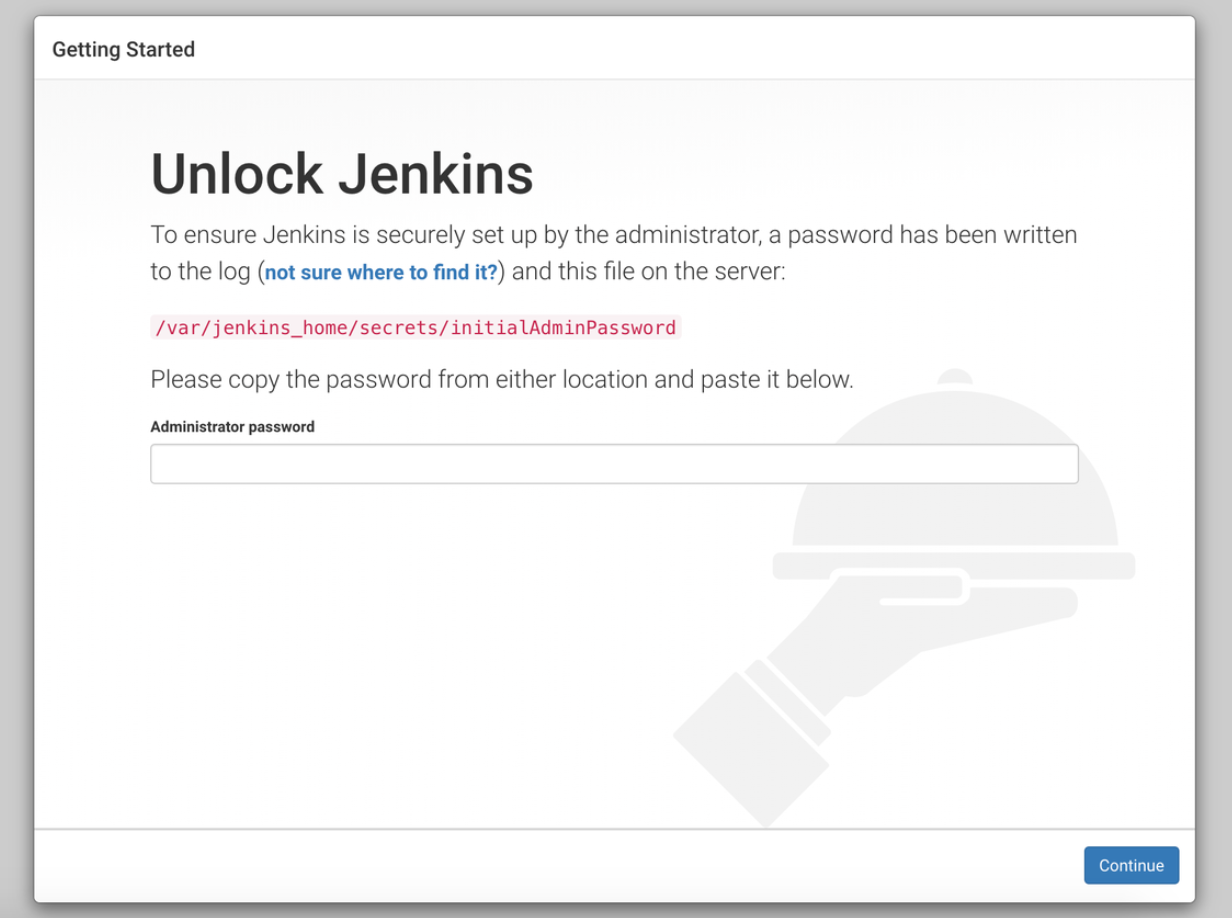 Getting Started
Unlock Jenkins
To ensure Jenkins is securely set up by the administrator, a password has been written
to the log (not sure where to find it?) and this file on the server:
/var/jenkins_home/secrets/initialAdminPassword
Please copy the password from either location and paste it below.
Administrator password
Continue